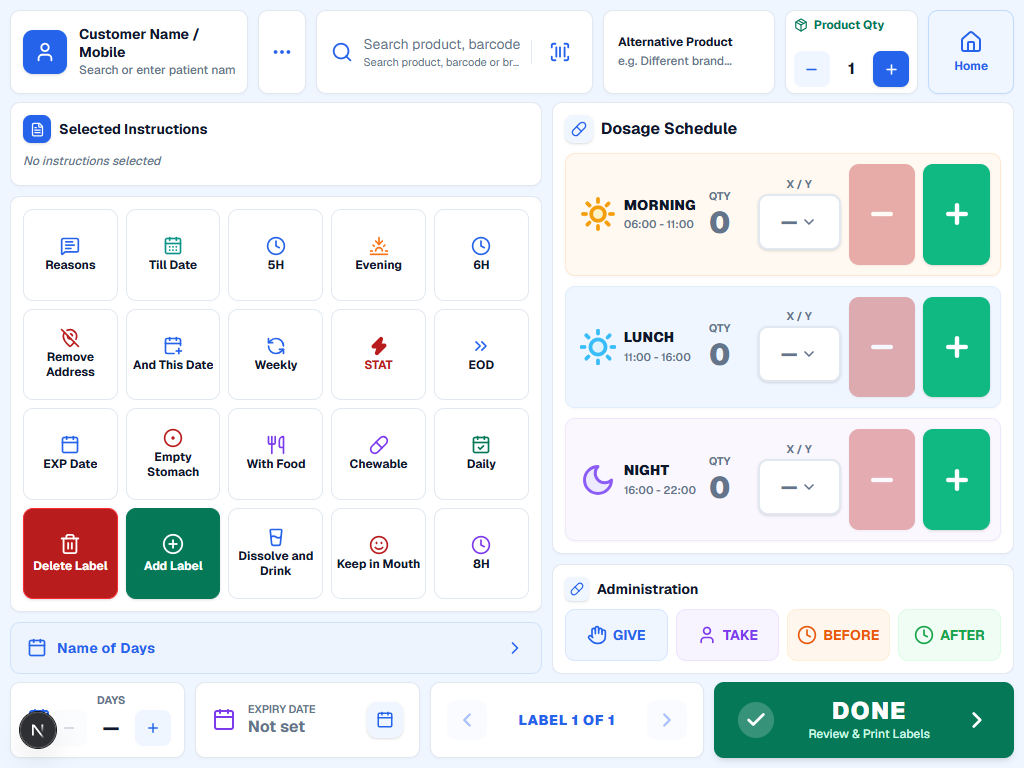 Customer Name /
Mobile
Search or enter patient nam
Search product, barcode
Search product, barcode or br...
Alternative Product
e.g. Different brand...
Product Qty
1
Home
Selected Instructions
No instructions selected
Reasons
Till Date
5H
Evening
6H
Remove
Address
And This Date
Weekly
STAT
EOD
EXP Date
Empty
Stomach
With Food
Chewable
Daily
Delete Label
Add Label
Dissolve and
Drink
Keep in Mouth
8H
Name of Days
Dosage Schedule
MORNING
06:00 - 11:00
QTY
0
X / Y
—
LUNCH
11:00 - 16:00
QTY
0
X / Y
—
NIGHT
16:00 - 22:00
QTY
0
X / Y
—
Administration
GIVE
TAKE
BEFORE
AFTER
N
DAYS
—
EXPIRY DATE
Not set
LABEL 1 OF 1
DONE
Review & Print Labels